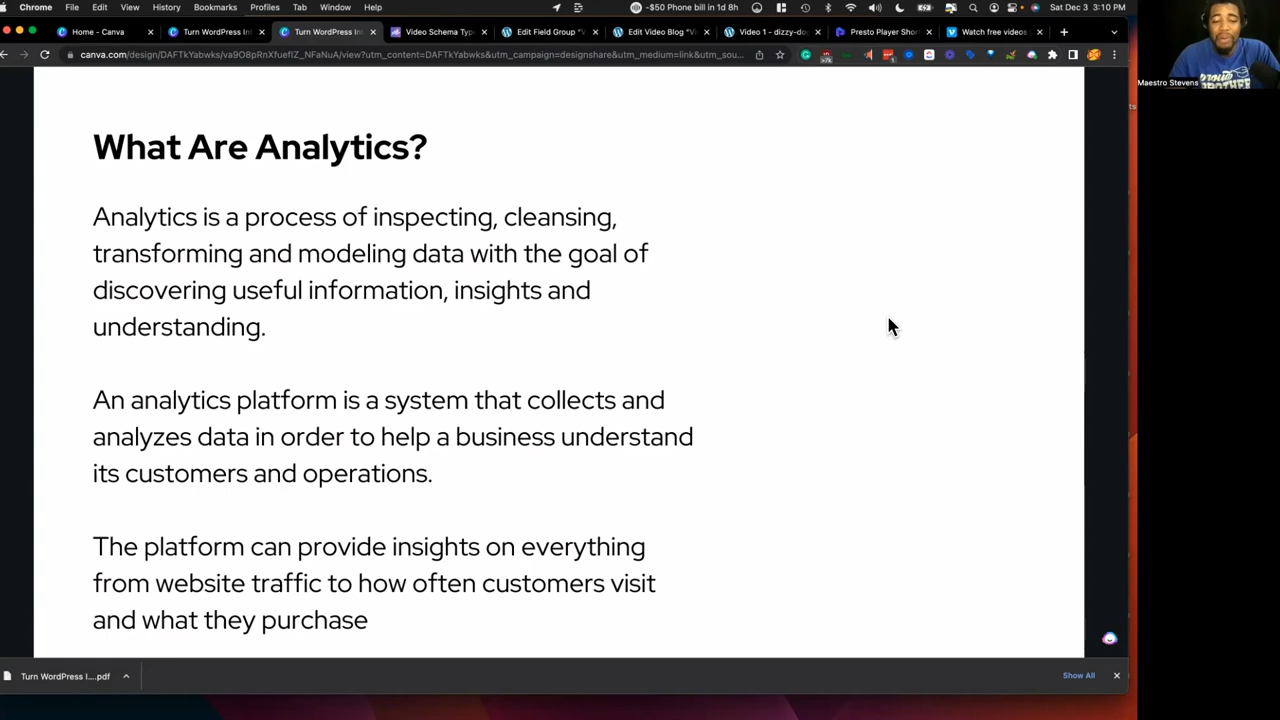 Chrome File Edit View History Bookmarks Profiles Tab Window Help
-$50 Phone bill in 1d 8h
Sat Dec 3 3:10 PM
Home - Canva
Turn WordPress In
Turn WordPress In
Video Schema Type
Edit Field Group "V
Edit Video Blog "Vi
Video 1 - dizzy-do
Presto Player Short
Watch free videos
canva.com/design/DAFTkYabwks/va9O8pRnXfuefIZ_NFaNuA/view?utm_content=DAFTkYabwks&utm_campaign=designshare&utm_medium=link&utm_sou...
Maestro Stevens
What Are Analytics?
Analytics is a process of inspecting, cleansing,
transforming and modeling data with the goal of
discovering useful information, insights and
understanding.
An analytics platform is a system that collects and
analyzes data in order to help a business understand
its customers and operations.
The platform can provide insights on everything
from website traffic to how often customers visit
and what they purchase
Turn WordPress I....pdf
Show All